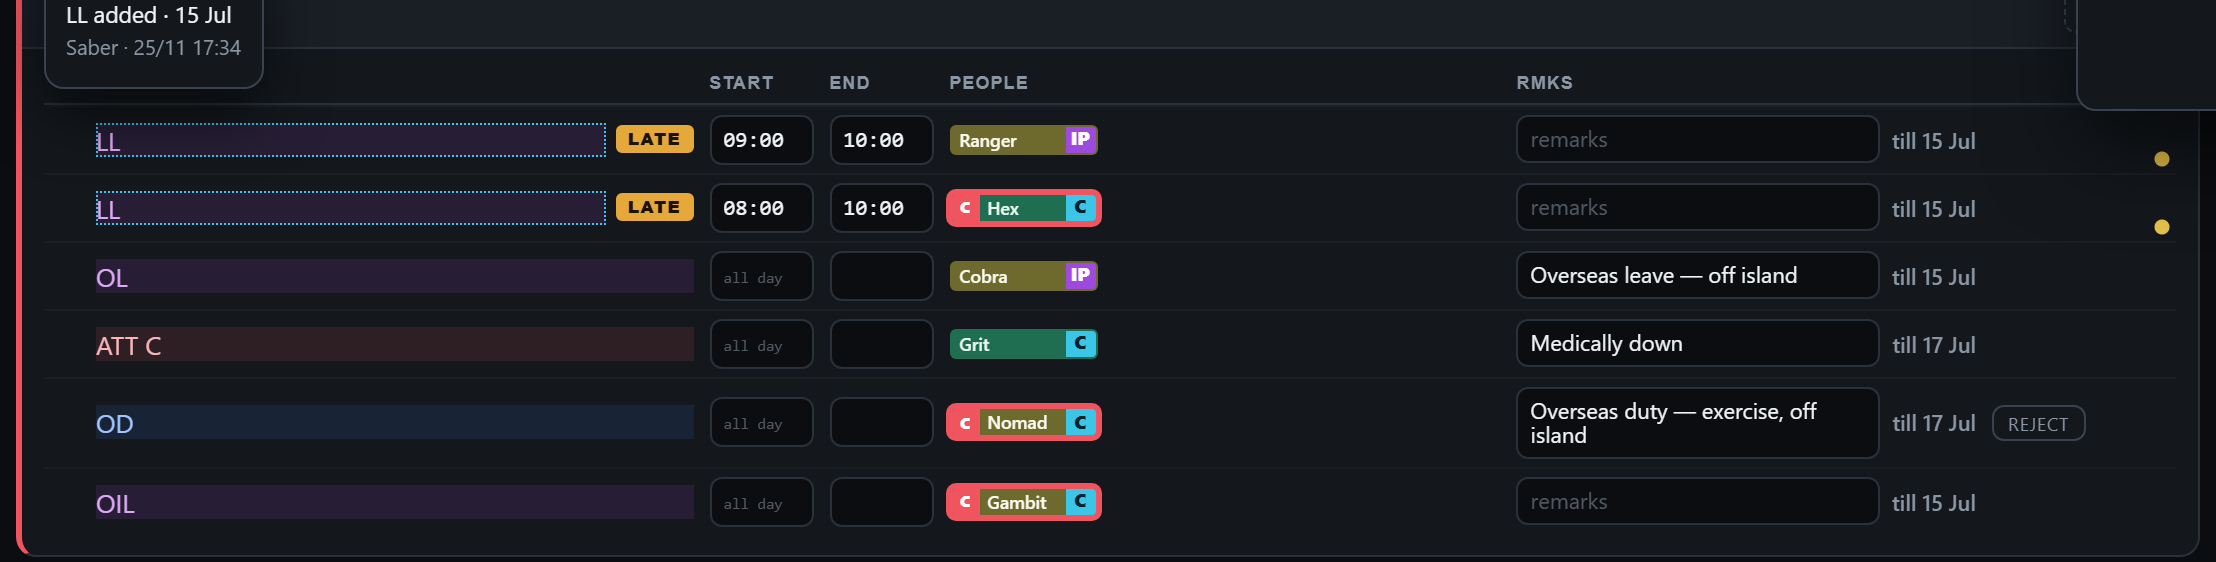 LL added · 15 Jul
Saber · 25/11 17:34
START END PEOPLE RMKS
LL LATE 09:00 10:00 Ranger IP remarks till 15 Jul
LL LATE 08:00 10:00 C Hex C remarks till 15 Jul
OL all day Cobra IP Overseas leave — off island till 15 Jul
ATT C all day Grit C Medically down till 17 Jul
OD all day C Nomad C Overseas duty — exercise, off island till 17 Jul REJECT
OIL all day C Gambit C remarks till 15 Jul